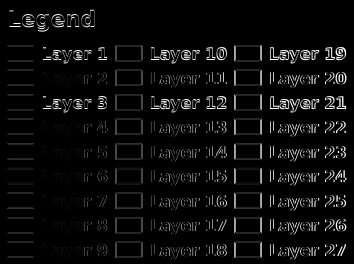 Legend
Layer 1 Layer 10 Layer 19
Layer 2 Layer 11 Layer 20
Layer 3 Layer 12 Layer 21
Layer 4 Layer 13 Layer 22
Layer 5 Layer 14 Layer 23
Layer 6 Layer 15 Layer 24
Layer 7 Layer 16 Layer 25
Layer 8 Layer 17 Layer 26
Layer 9 Layer 18 Layer 27